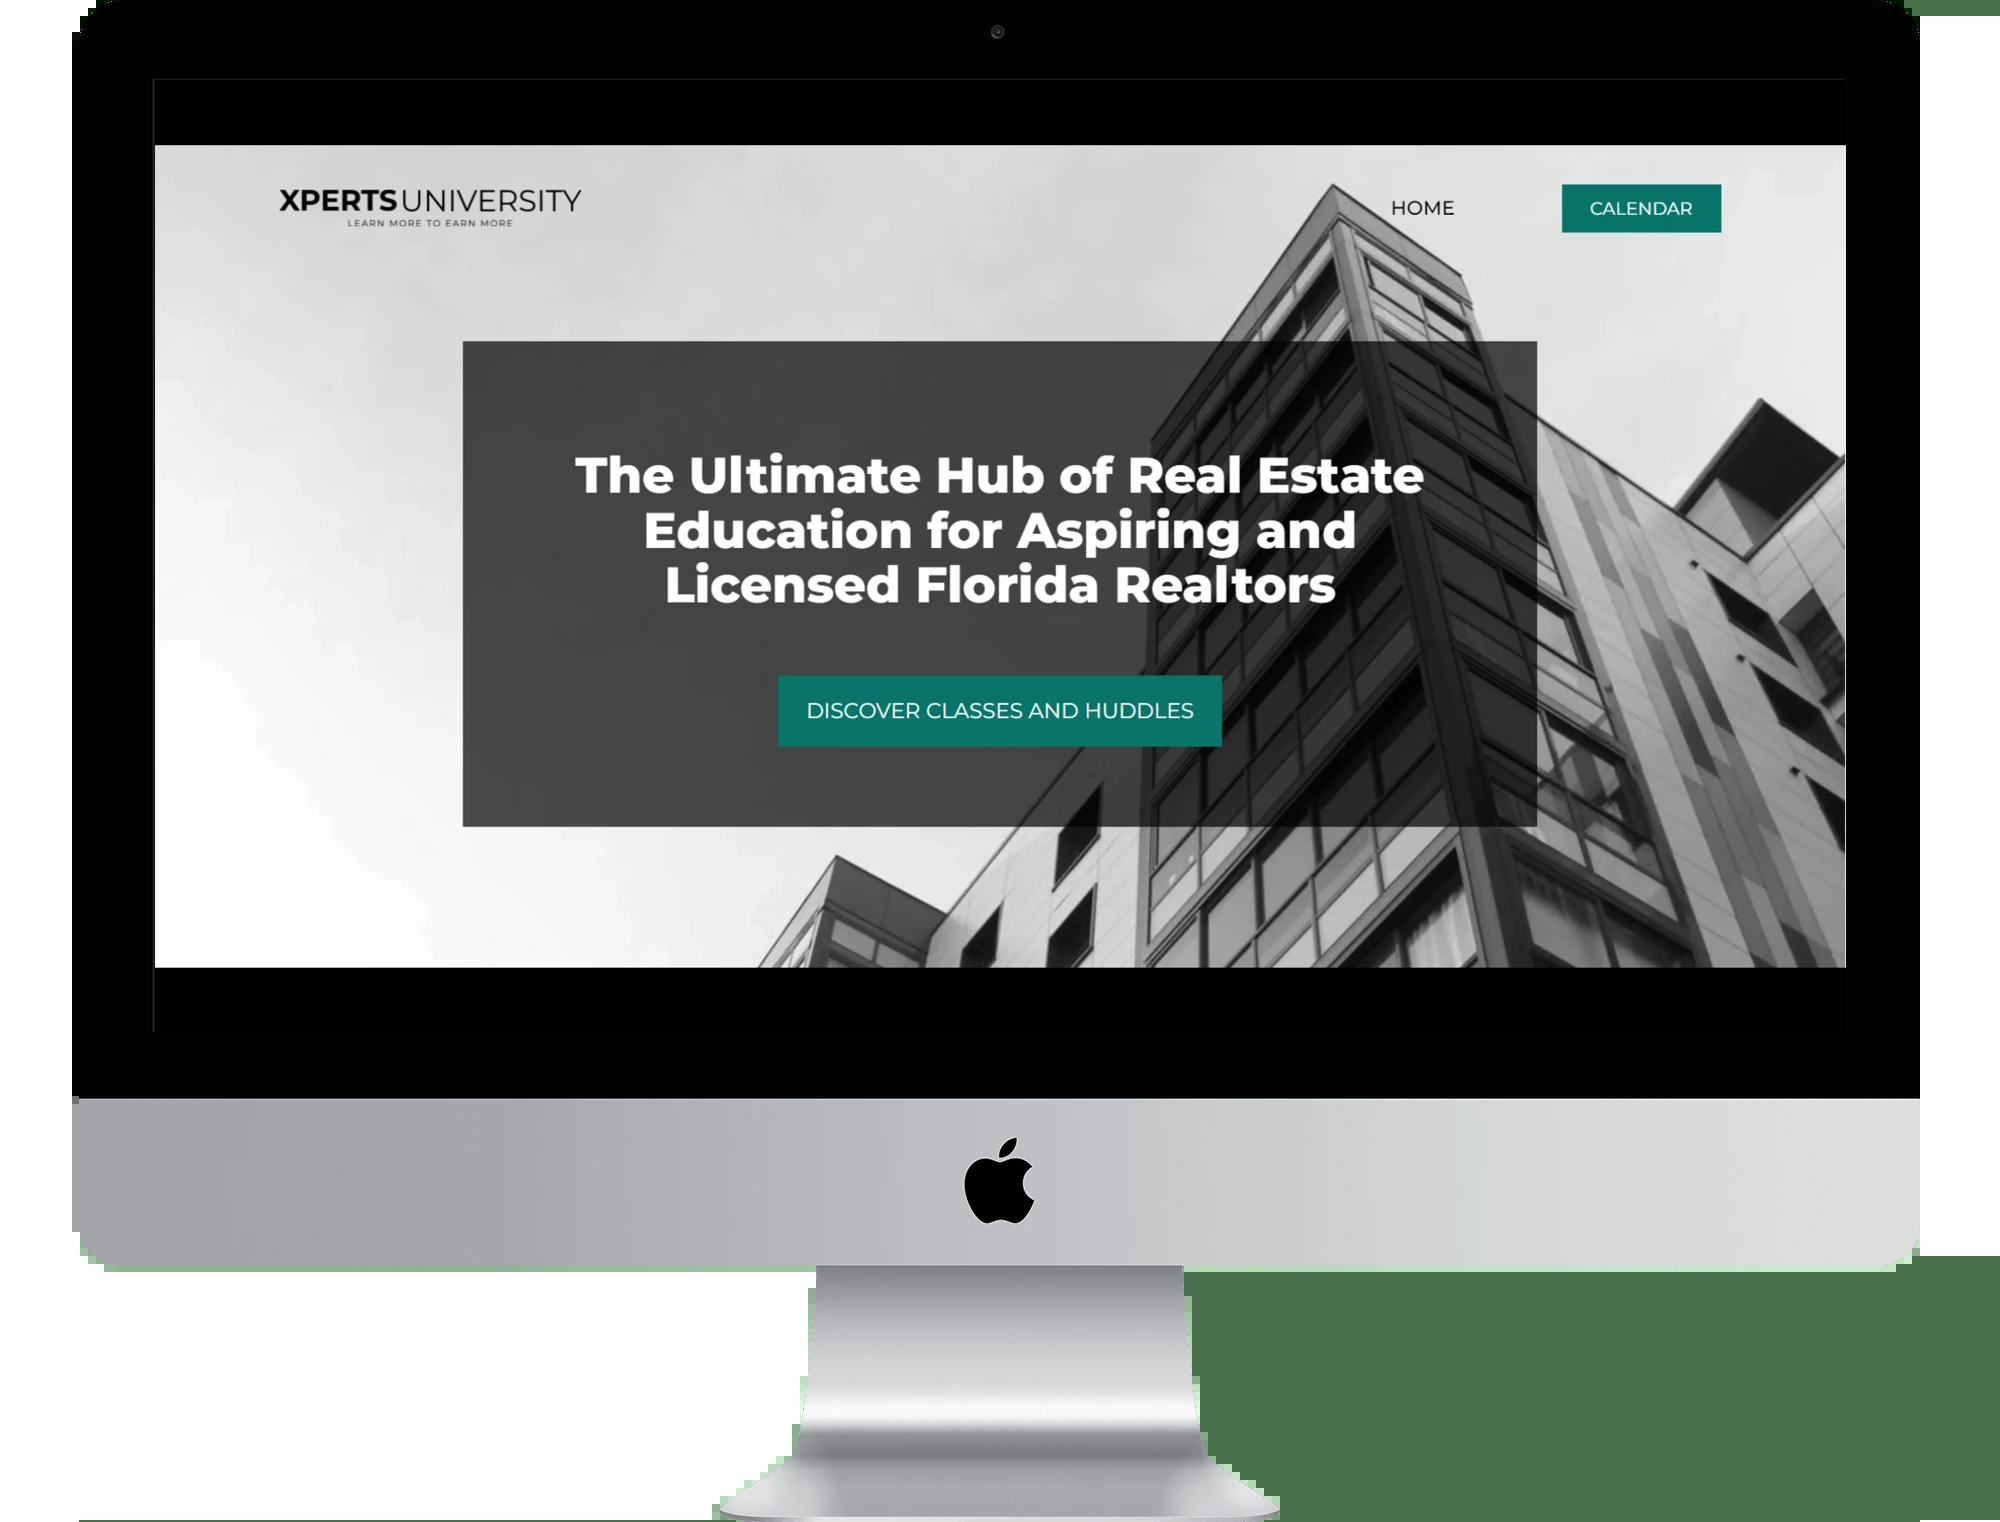 XPERTS UNIVERSITY
LEARN MORE TO EARN MORE
HOME
CALENDAR
The Ultimate Hub of Real Estate
Education for Aspiring and
Licensed Florida Realtors
DISCOVER CLASSES AND HUDDLES